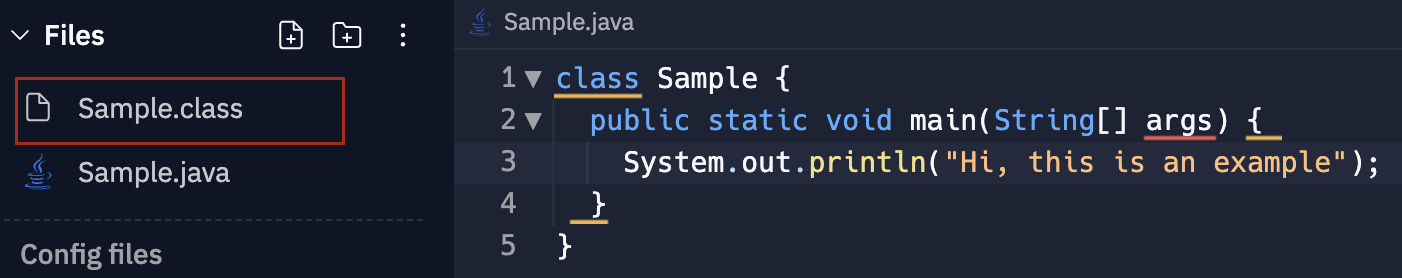 Files
Sample.class
Sample.java
Config files
Sample.java
1 class Sample {
2 public static void main(String[] args) {
3 System.out.println("Hi, this is an example");
4 }
5 }